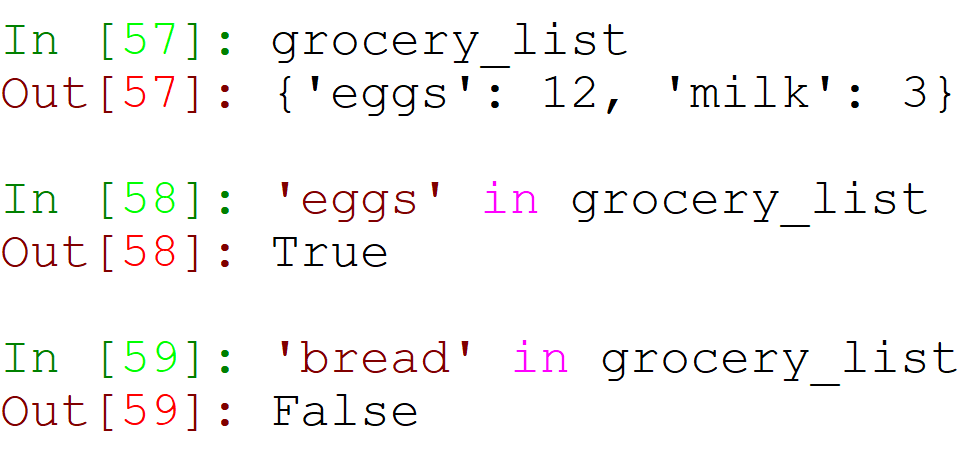 In [57]: grocery_list
Out[57]: {'eggs': 12, 'milk': 3}
In [58]: 'eggs' in grocery_list
Out[58]: True
In [59]: 'bread' in grocery_list
Out[59]: False